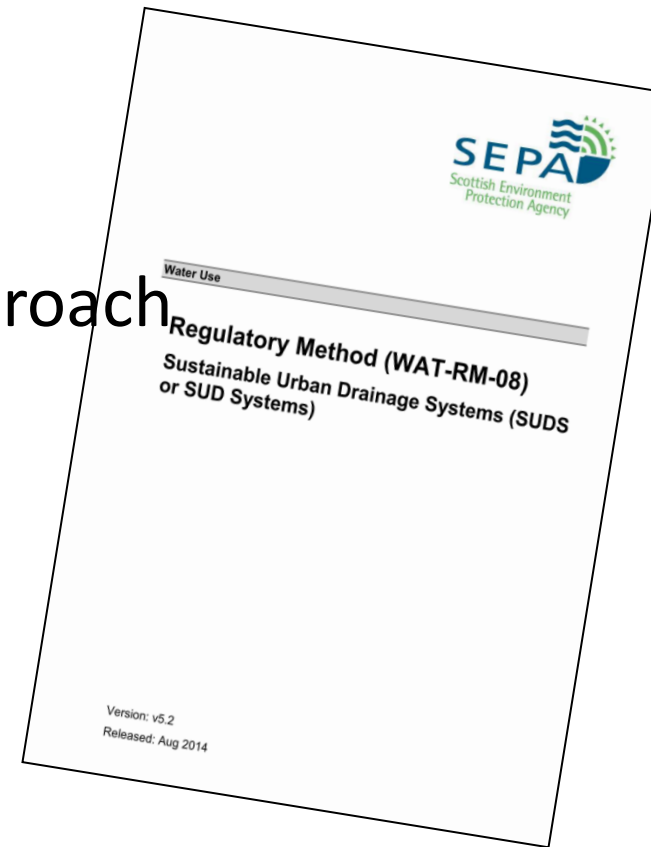 SEPA
Scottish Environment
Protection Agency
Water Use
roach
Regulatory Method (WAT-RM-08)
Sustainable Urban Drainage Systems (SUDS
or SUD Systems)
Version: v5.2
Released: Aug 2014